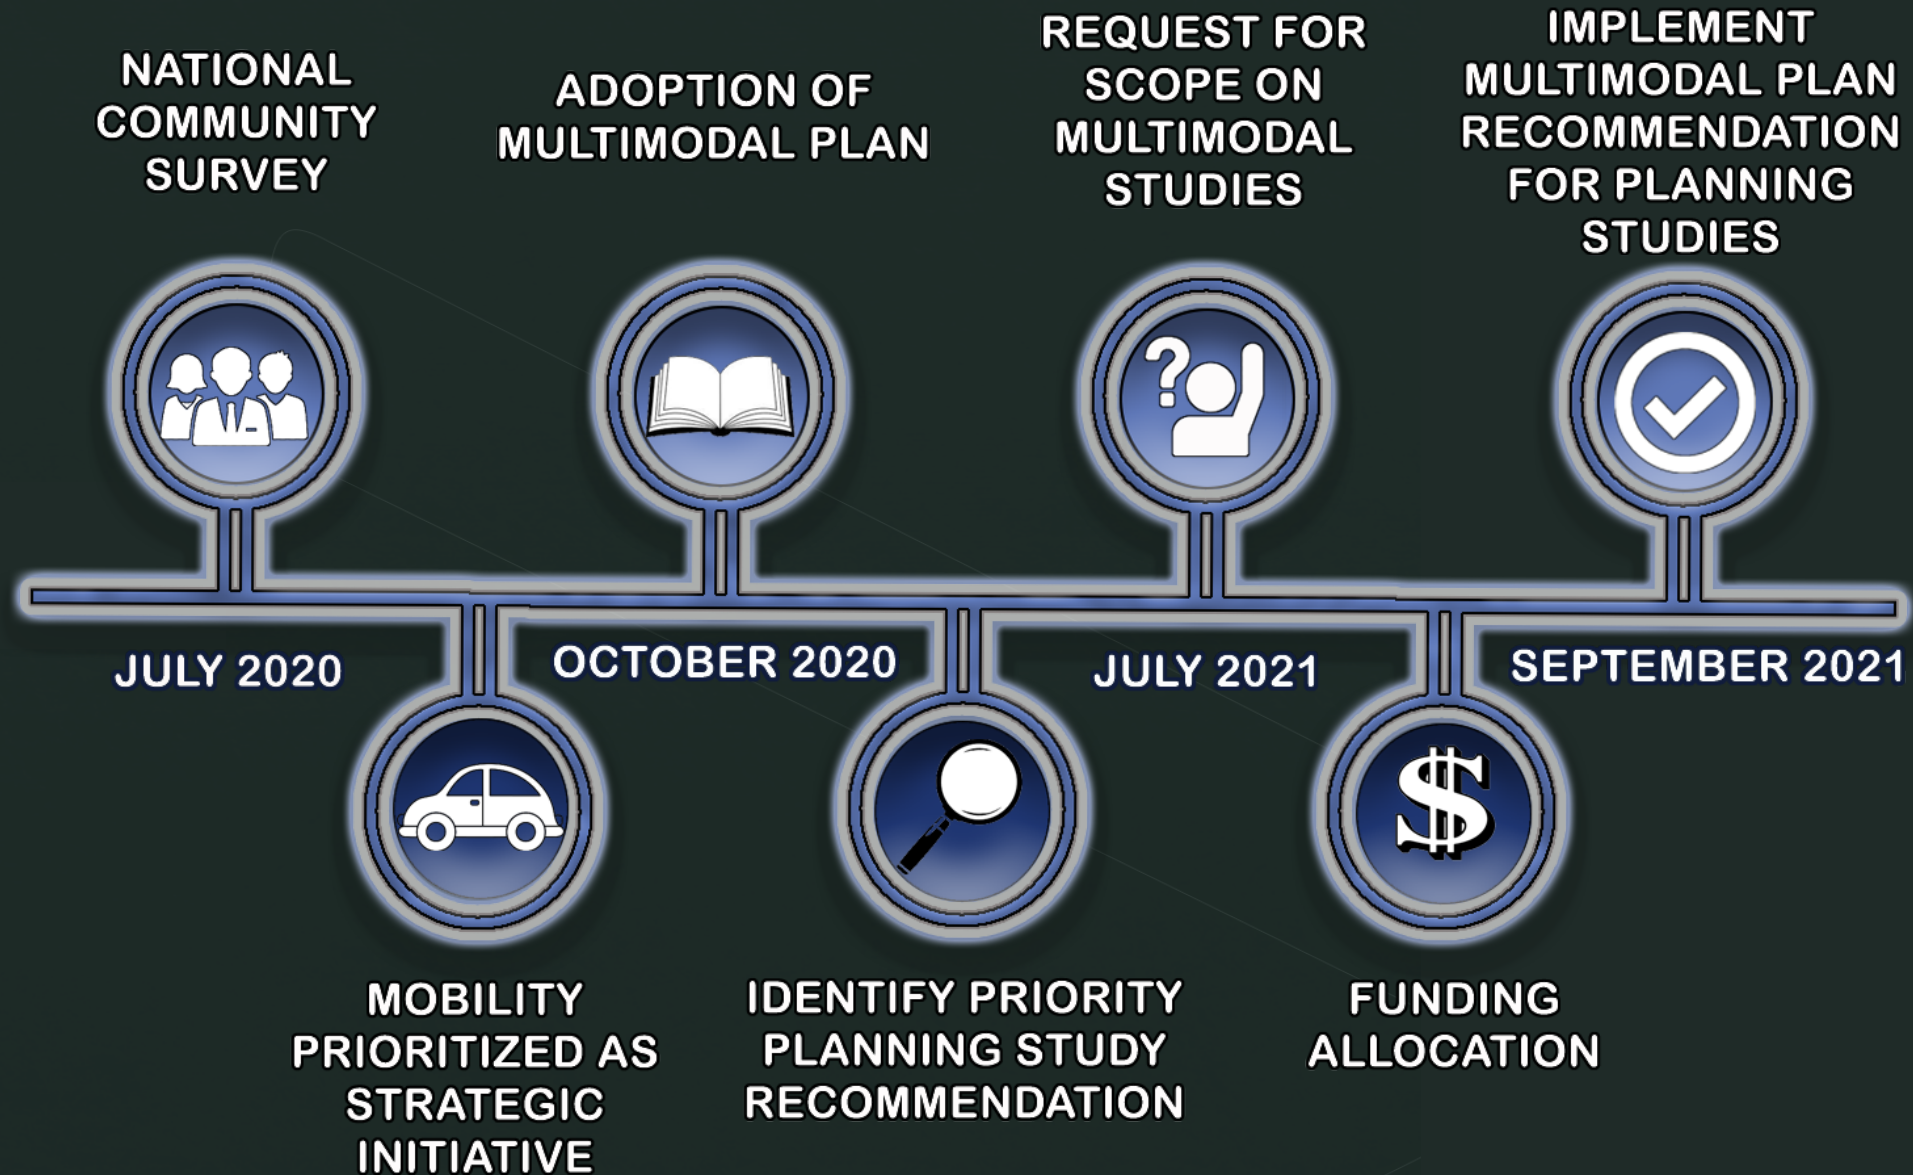 NATIONAL
COMMUNITY
SURVEY
ADOPTION OF
MULTIMODAL PLAN
REQUEST FOR
SCOPE ON
MULTIMODAL
STUDIES
IMPLEMENT
MULTIMODAL PLAN
RECOMMENDATION
FOR PLANNING
STUDIES
?
JULY 2020
OCTOBER 2020
JULY 2021
SEPTEMBER 2021
$
MOBILITY
PRIORITIZED AS
STRATEGIC
INITIATIVE
IDENTIFY PRIORITY
PLANNING STUDY
RECOMMENDATION
FUNDING
ALLOCATION